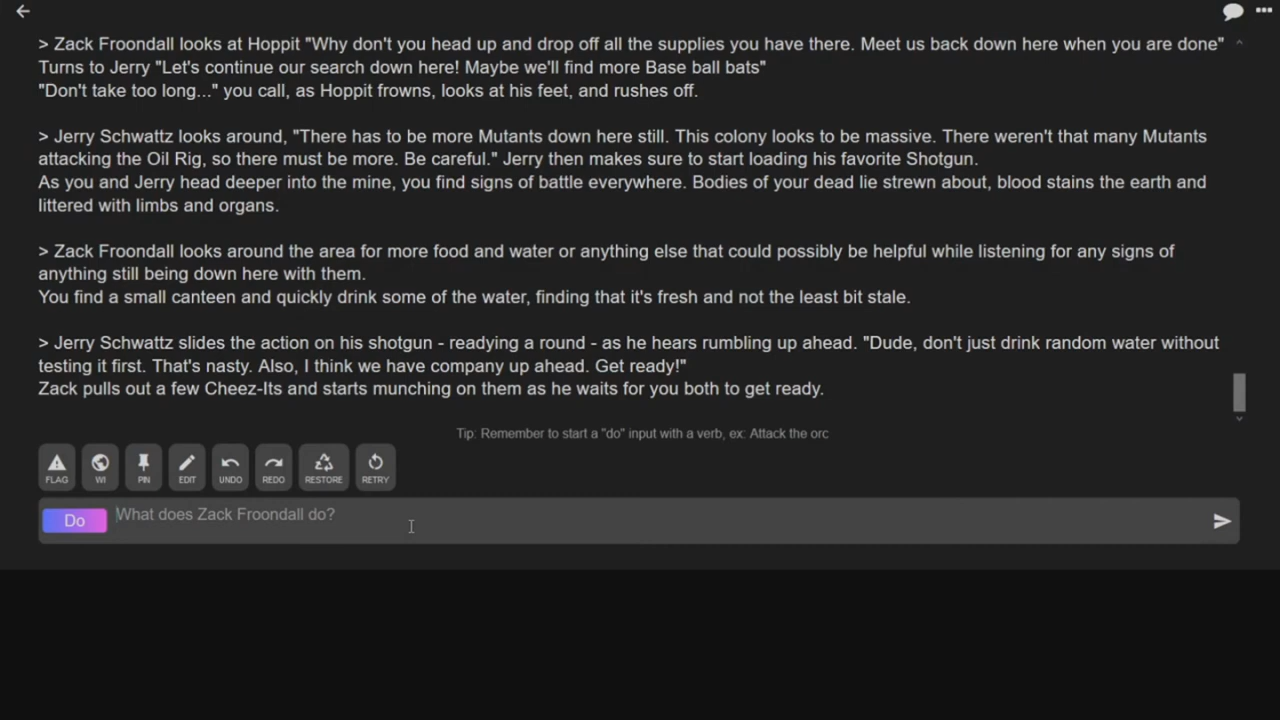 > Zack Froondall looks at Hoppit "Why don't you head up and drop off all the supplies you have there. Meet us back down here when you are done"
Turns to Jerry "Let's continue our search down here! Maybe we'll find more Base ball bats"
"Don't take too long..." you call, as Hoppit frowns, looks at his feet, and rushes off.
> Jerry Schwattz looks around, "There has to be more Mutants down here still. This colony looks to be massive. There weren't that many Mutants
attacking the Oil Rig, so there must be more. Be careful." Jerry then makes sure to start loading his favorite Shotgun.
As you and Jerry head deeper into the mine, you find signs of battle everywhere. Bodies of your dead lie strewn about, blood stains the earth and
littered with limbs and organs.
> Zack Froondall looks around the area for more food and water or anything else that could possibly be helpful while listening for any signs of
anything still being down here with them.
You find a small canteen and quickly drink some of the water, finding that it's fresh and not the least bit stale.
> Jerry Schwattz slides the action on his shotgun - readying a round - as he hears rumbling up ahead. "Dude, don't just drink random water without
testing it first. That's nasty. Also, I think we have company up ahead. Get ready!"
Zack pulls out a few Cheez-Its and starts munching on them as he waits for you both to get ready.
Tip: Remember to start a "do" input with a verb, ex: Attack the orc
FLAG WI PIN EDIT UNDO REDO RESTORE RETRY
Do What does Zack Froondall do?